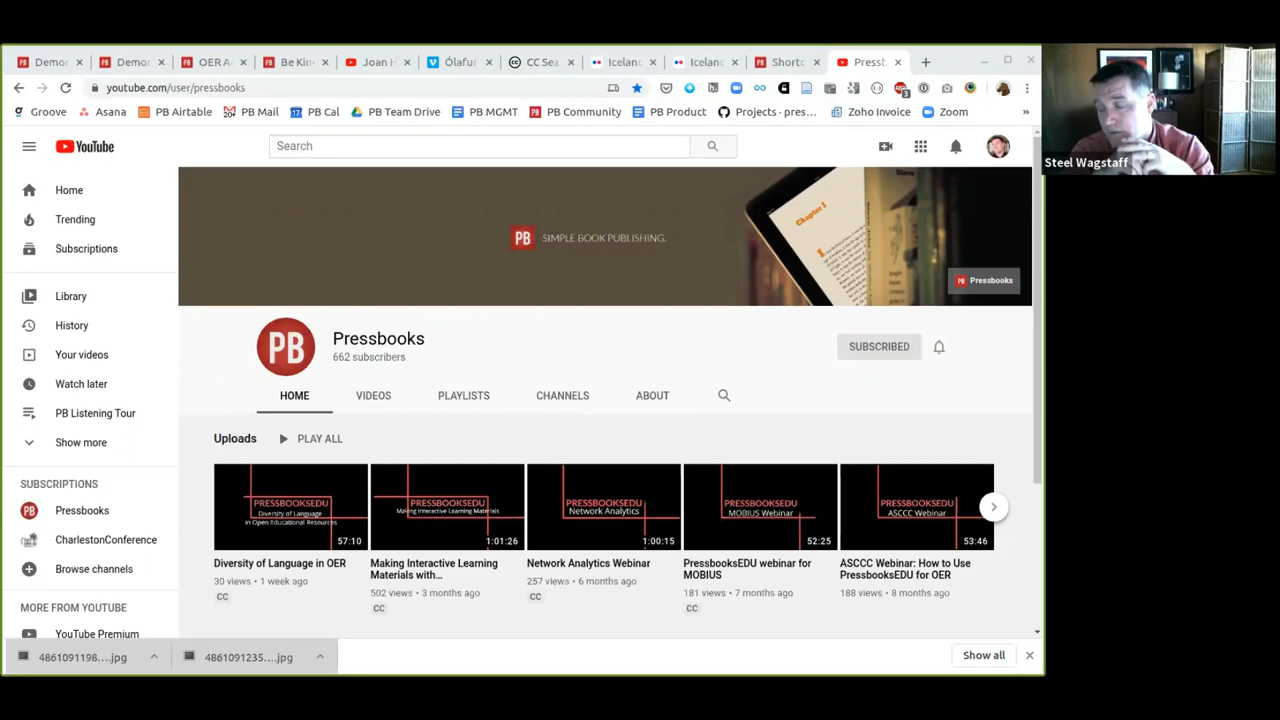 Demor
Demor
OER A
Be Kin
Joan H
Ólafur
CC Sea
Icelanc
Icelanc
Shortc
Pressb
youtube.com/user/pressbooks
3
Groove
Asana
PB Airtable
PB Mail
17
PB Cal
PB Team Drive
PB MGMT
PB Community
PB Product
Projects · pres…
Zoho Invoice
Zoom
»
Steel Wagstaff
YouTube
Search
Home
Trending
Subscriptions
Library
History
Your videos
Watch later
PB Listening Tour
Show more
SUBSCRIPTIONS
Pressbooks
CharlestonConference
Browse channels
MORE FROM YOUTUBE
YouTube Premium
PB SIMPLE BOOK PUBLISHING.
Chapter 1
PB Pressbooks
PB
Pressbooks
662 subscribers
SUBSCRIBED
HOME
VIDEOS
PLAYLISTS
CHANNELS
ABOUT
Uploads
PLAY ALL
PRESSBOOKSEDU
Diversity of Language
in Open Educational Resources
57:10
Diversity of Language in OER
30 views • 1 week ago
CC
PRESSBOOKSEDU
Making Interactive Learning Materials
1:01:26
Making Interactive Learning
Materials with...
502 views • 3 months ago
CC
PRESSBOOKSEDU
Network Analytics
1:00:15
Network Analytics Webinar
257 views • 6 months ago
CC
PRESSBOOKSEDU
MOBIUS Webinar
52:25
PressbooksEDU webinar for
MOBIUS
181 views • 7 months ago
CC
PRESSBOOKSEDU
ASCCC Webinar
53:46
ASCCC Webinar: How to Use
PressbooksEDU for OER
188 views • 8 months ago
4861091198....jpg
4861091235....jpg
Show all